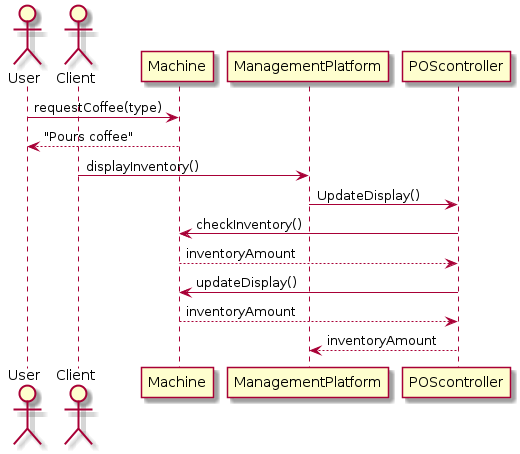 User Client Machine ManagementPlatform POScontroller
requestCoffee(type)
"Pours coffee"
displayInventory()
UpdateDisplay()
checkInventory()
inventoryAmount
updateDisplay()
inventoryAmount
inventoryAmount
User Client Machine ManagementPlatform POScontroller